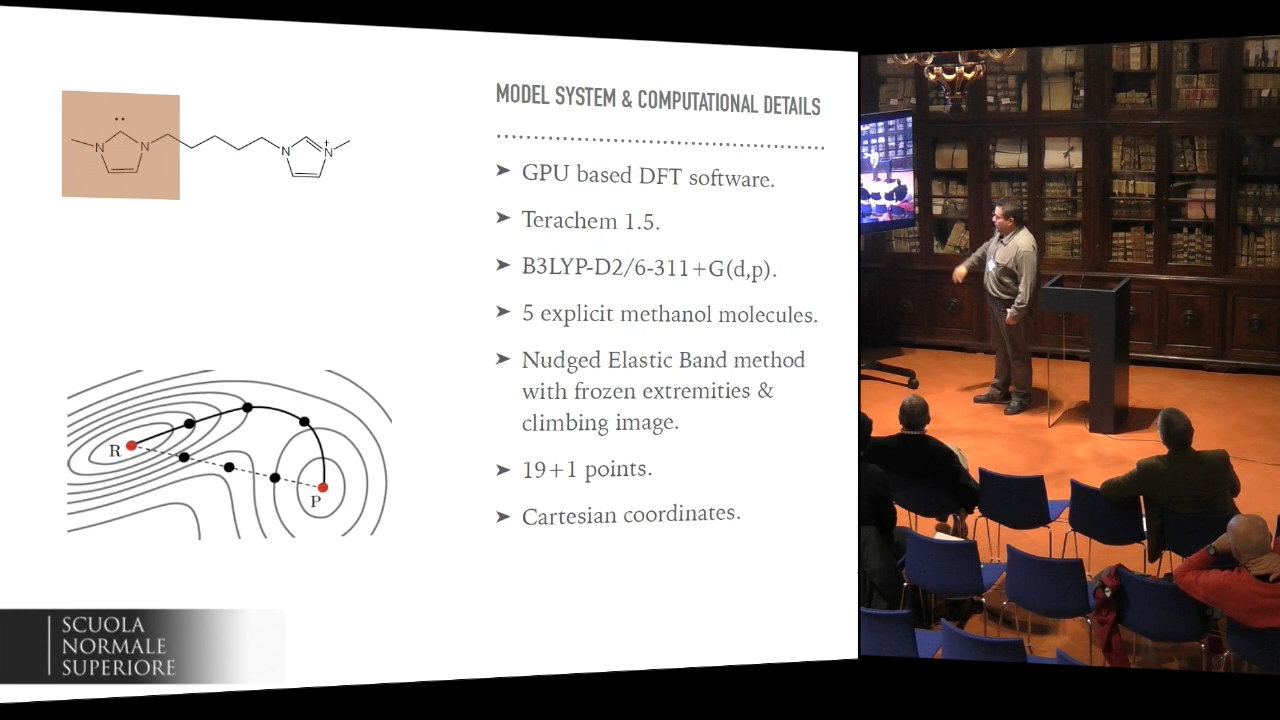 MODEL SYSTEM & COMPUTATIONAL DETAILS
➤ GPU based DFT software.
➤ Terachem 1.5.
➤ B3LYP-D2/6-311+G(d,p).
➤ 5 explicit methanol molecules.
➤ Nudged Elastic Band method
with frozen extremities &
climbing image.
➤ 19+1 points.
➤ Cartesian coordinates.
N
N
N
N
+
R
P
SCUOLA
NORMALE
SUPERIORE